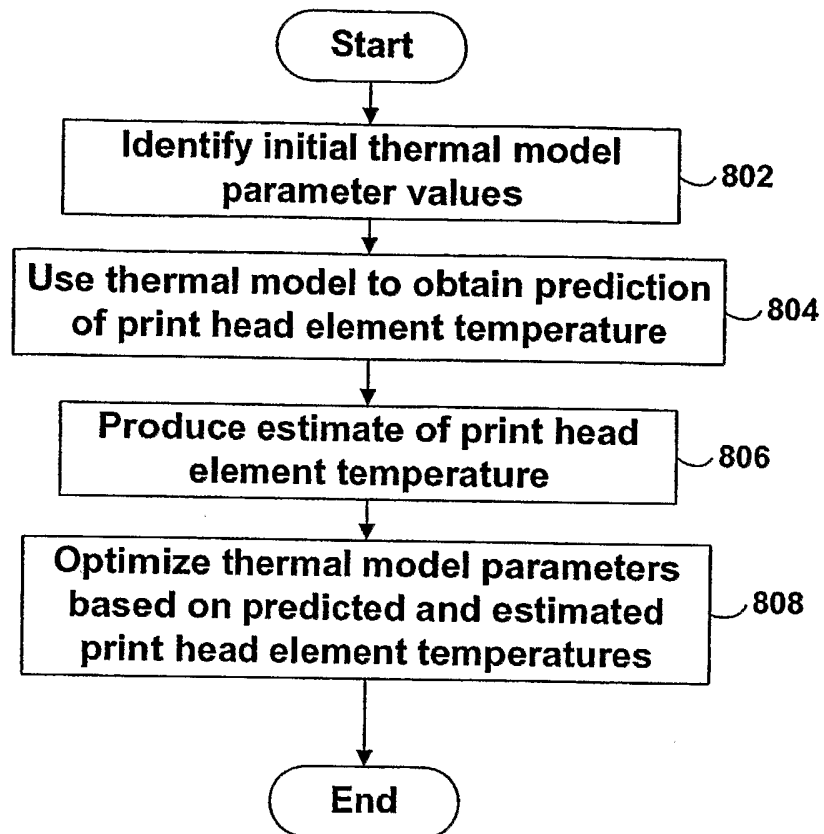 Start
Identify initial thermal model
parameter values
802
Use thermal model to obtain prediction
of print head element temperature
804
Produce estimate of print head
element temperature
806
Optimize thermal model parameters
based on predicted and estimated
print head element temperatures
808
End